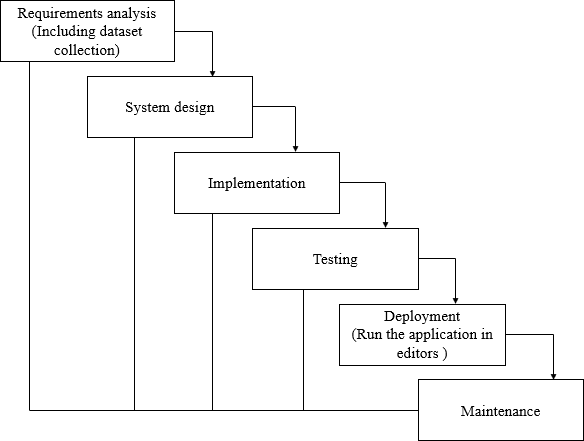 Requirements analysis
(Including dataset
collection)
System design
Implementation
Testing
Deployment
(Run the application in
editors )
Maintenance